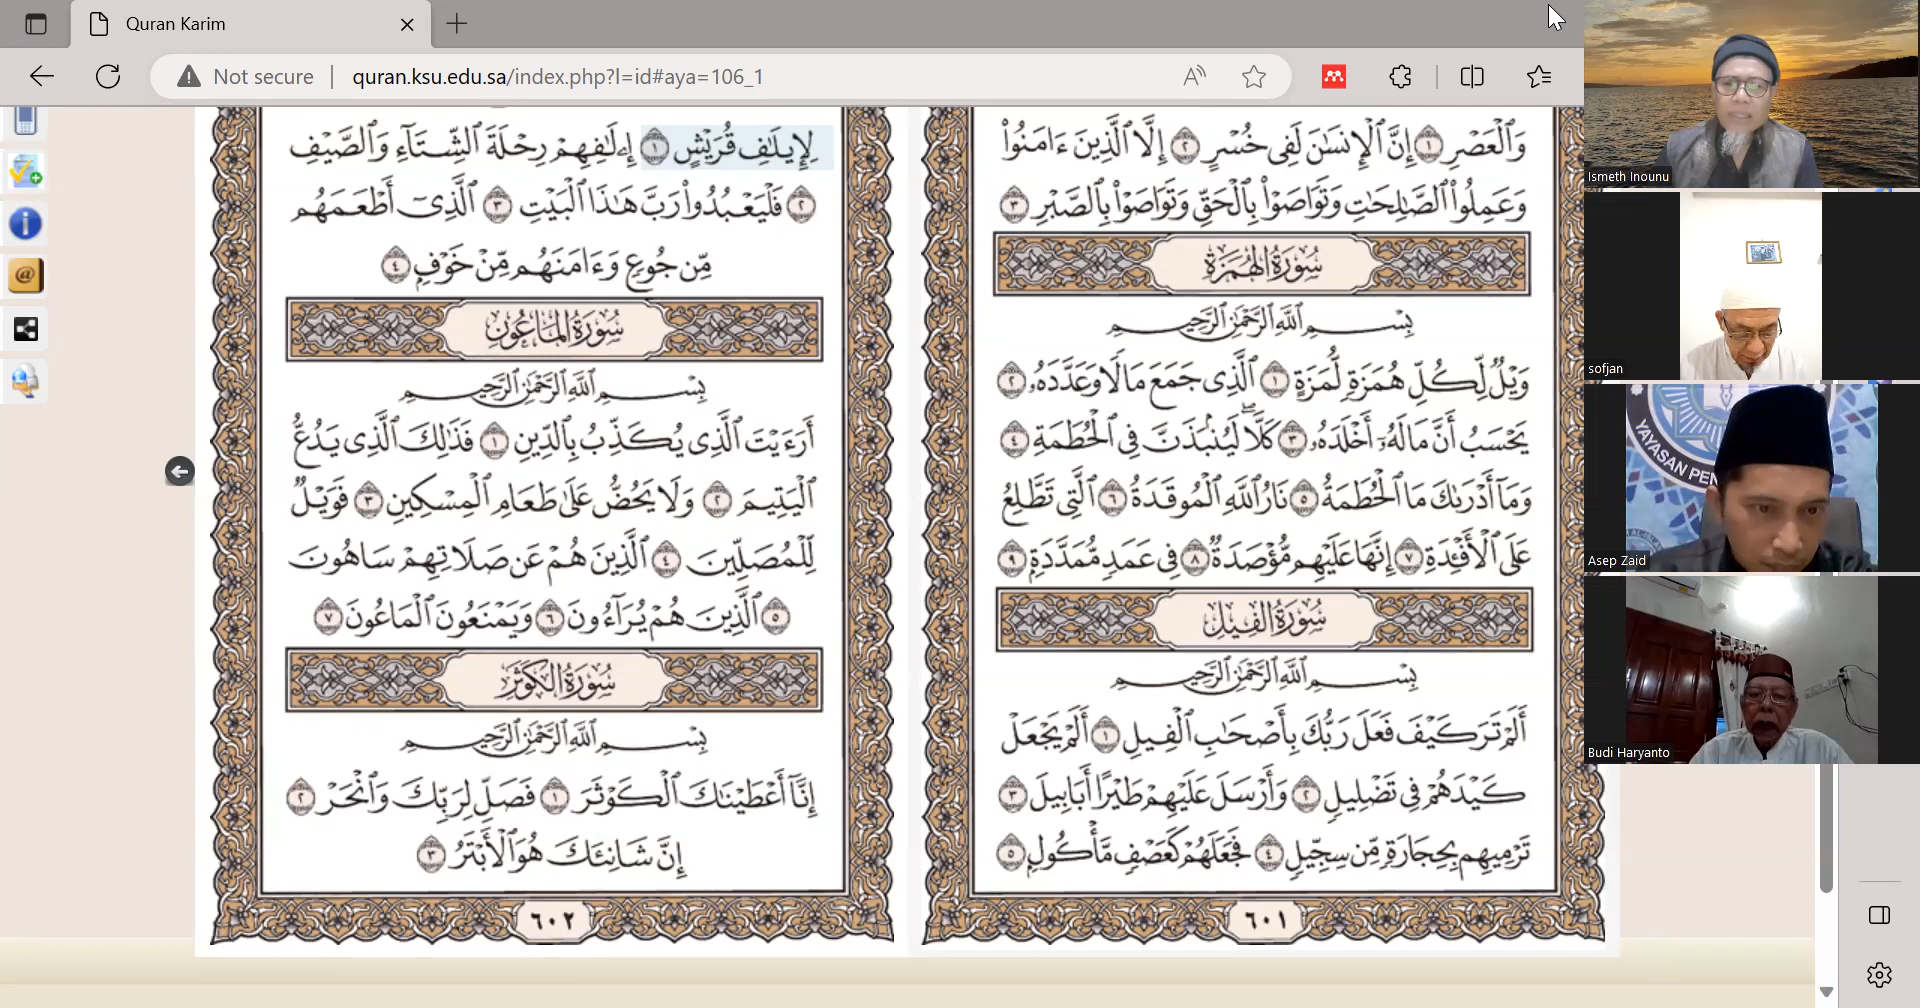 Quran Karim
Not secure
quran.ksu.edu.sa/index.php?l=id#aya=106_1
وَٱلْعَصْرِ ١ إِنَّ ٱلْإِنسَٰنَ لَفِى خُسْرٍ ٢ إِلَّا ٱلَّذِينَ ءَامَنُوا۟
وَعَمِلُوا۟ ٱلصَّٰلِحَٰتِ وَتَوَاصَوْا۟ بِٱلْحَقِّ وَتَوَاصَوْا۟ بِٱلصَّبْرِ ٣
سُورَةُ الهُمَزَةِ
بِسْمِ ٱللَّهِ ٱلرَّحْمَٰنِ ٱلرَّحِيمِ
وَيْلٌ لِّكُلِّ هُمَزَةٍ لُّمَزَةٍ ١ ٱلَّذِى جَمَعَ مَالًا وَعَدَّدَهُۥ ٢
يَحْسَبُ أَنَّ مَالَهُۥٓ أَخْلَدَهُۥ ٣ كَلَّا ۖ لَيُنۢبَذَنَّ فِى ٱلْحُطَمَةِ ٤
وَمَآ أَدْرَىٰكَ مَا ٱلْحُطَمَةُ ٥ نَارُ ٱللَّهِ ٱلْمُوقَدَةُ ٦ ٱلَّتِى تَطَّلِعُ
عَلَى ٱلْأَفْـِٔدَةِ ٧ إِنَّهَا عَلَيْهِم مُّؤْصَدَةٌ ٨ فِى عَمَدٍ مُّمَدَّدَةٍۭ ٩
سُورَةُ الفِيلِ
بِسْمِ ٱللَّهِ ٱلرَّحْمَٰنِ ٱلرَّحِيمِ
أَلَمْ تَرَ كَيْفَ فَعَلَ رَبُّكَ بِأَصْحَٰبِ ٱلْفِيلِ ١ أَلَمْ يَجْعَلْ
كَيْدَهُمْ فِى تَضْلِيلٍ ٢ وَأَرْسَلَ عَلَيْهِمْ طَيْرًا أَبَابِيلَ ٣
تَرْمِيهِم بِحِجَارَةٍ مِّن سِجِّيلٍ ٤ فَجَعَلَهُمْ كَعَصْفٍ مَّأْكُولٍۭ ٥
٦٠١
لِإِيلَٰفِ قُرَيْشٍ ١ إِۦلَٰفِهِمْ رِحْلَةَ ٱلشِّتَآءِ وَٱلصَّيْفِ
٢ فَلْيَعْبُدُوا۟ رَبَّ هَٰذَا ٱلْبَيْتِ ٣ ٱلَّذِىٓ أَطْعَمَهُم
مِّن جُوعٍ وَءَامَنَهُم مِّنْ خَوْفٍۭ ٤
سُورَةُ المَاعُونِ
بِسْمِ ٱللَّهِ ٱلرَّحْمَٰنِ ٱلرَّحِيمِ
أَرَءَيْتَ ٱلَّذِى يُكَذِّبُ بِٱلدِّينِ ١ فَذَٰلِكَ ٱلَّذِى يَدُعُّ
ٱلْيَتِيمَ ٢ وَلَا يَحُضُّ عَلَىٰ طَعَامِ ٱلْمِسْكِينِ ٣ فَوَيْلٌ
لِّلْمُصَلِّينَ ٤ ٱلَّذِينَ هُمْ عَن صَلَاتِهِمْ سَاهُونَ
٥ ٱلَّذِينَ هُمْ يُرَآءُونَ ٦ وَيَمْنَعُونَ ٱلْمَاعُونَ ٧
سُورَةُ الكَوْثَرِ
بِسْمِ ٱللَّهِ ٱلرَّحْمَٰنِ ٱلرَّحِيمِ
إِنَّآ أَعْطَيْنَٰكَ ٱلْكَوْثَرَ ١ فَصَلِّ لِرَبِّكَ وَٱنْحَرْ ٢
إِنَّ شَانِئَكَ هُوَ ٱلْأَبْتَرُ ٣
٦٠٢
Ismeth Inounu
sofjan
YAYASAN
Asep Zaid
Budi Haryanto